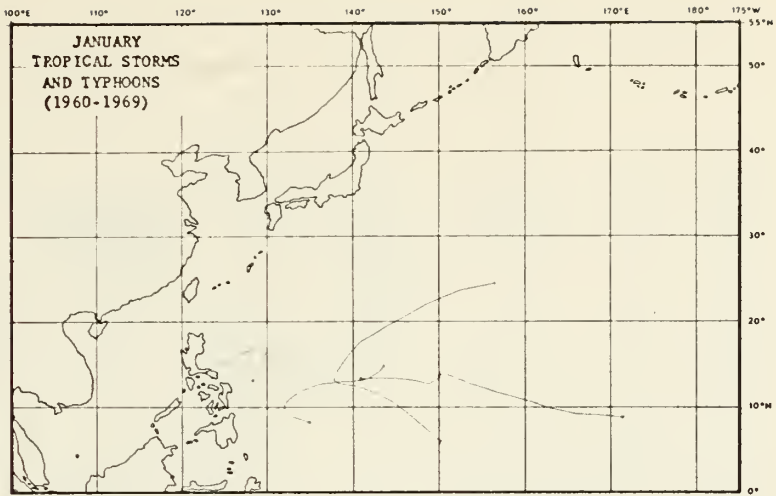 100°E 110° 120° 130° 140° 150° 160° 170° 180° 175°W
55°N
JANUARY
TROPICAL STORMS
AND TYPHOONS
(1960-1969)
50°
40°
30°
20°
10°N
0°